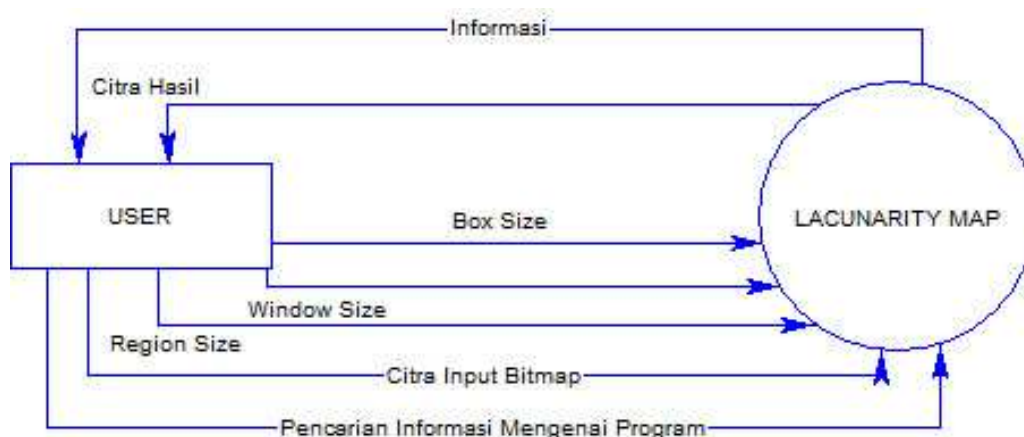 Informasi
Citra Hasil
USER
Box Size
LACUNARITY MAP
Window Size
Region Size
Citra Input Bitmap
Pencarian Informasi Mengenai Program